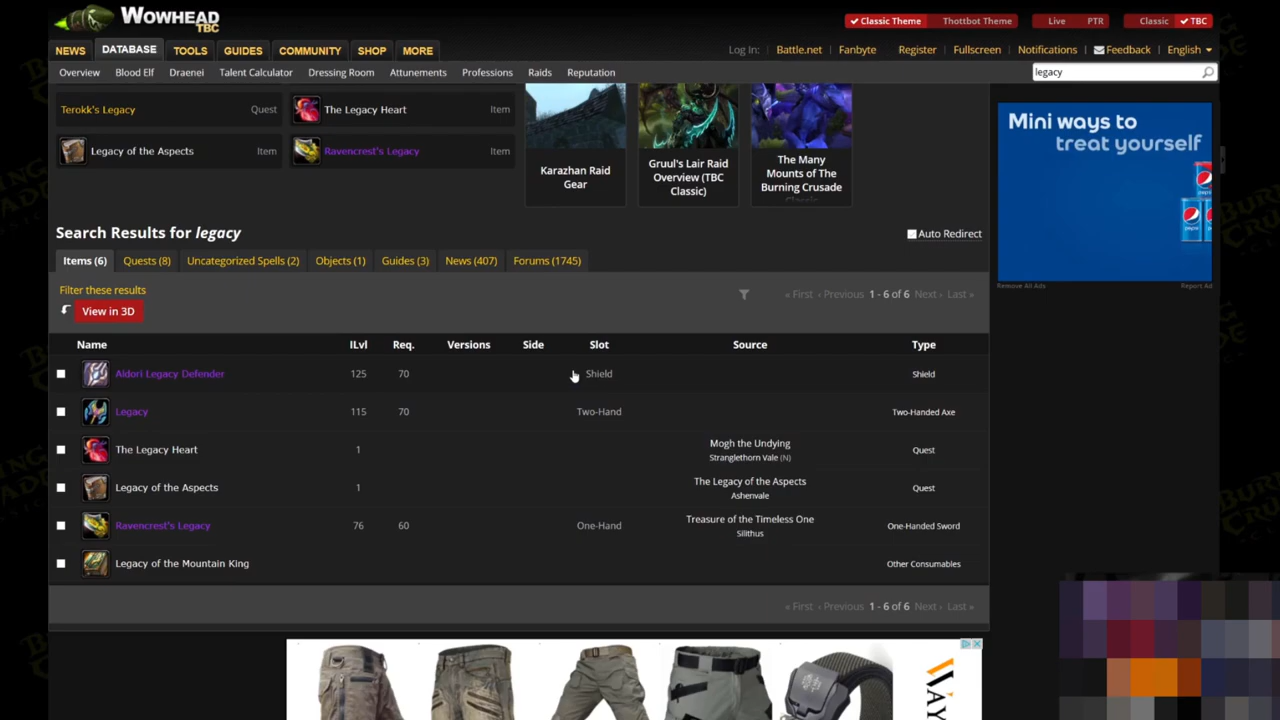 WOWHEAD
TBC
Classic Theme Thottbot Theme Live PTR Classic TBC
NEWS DATABASE TOOLS GUIDES COMMUNITY SHOP MORE
Log In: Battle.net Fanbyte Register Fullscreen Notifications Feedback English
Overview Blood Elf Draenei Talent Calculator Dressing Room Attunements Professions Raids Reputation
legacy
Terokk's Legacy Quest
The Legacy Heart Item
Legacy of the Aspects Item
Ravencrest's Legacy Item
Karazhan Raid
Gear
Gruul's Lair Raid
Overview (TBC
Classic)
The Many
Mounts of The
Burning Crusade
Classic
Mini ways to
treat yourself
Remove All Ads Report Ad
Search Results for legacy
Auto Redirect
Items (6) Quests (8) Uncategorized Spells (2) Objects (1) Guides (3) News (407) Forums (1745)
Filter these results
View in 3D
« First ‹ Previous 1 - 6 of 6 Next › Last »
Name ILvl Req. Versions Side Slot Source Type
Aldori Legacy Defender 125 70 Shield Shield
Legacy 115 70 Two-Hand Two-Handed Axe
The Legacy Heart 1 Mogh the Undying Quest
Stranglethorn Vale (N)
Legacy of the Aspects 1 The Legacy of the Aspects Quest
Ashenvale
Ravencrest's Legacy 76 60 One-Hand Treasure of the Timeless One One-Handed Sword
Silithus
Legacy of the Mountain King Other Consumables
« First ‹ Previous 1 - 6 of 6 Next › Last »